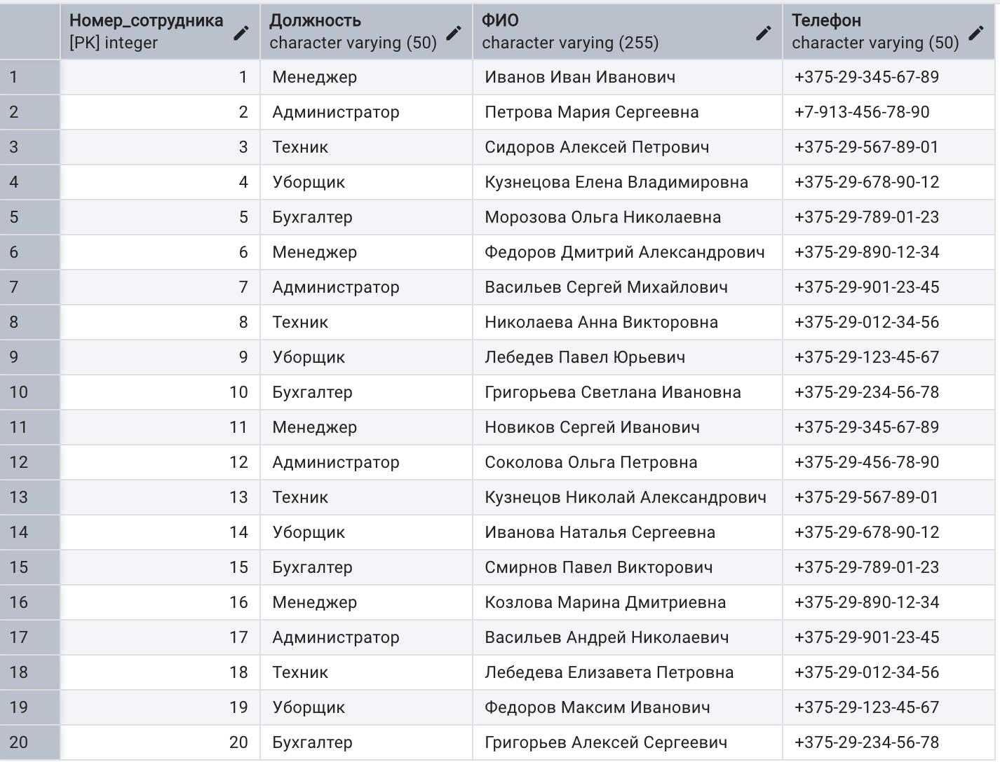 Номер_сотрудника Должность ФИО Телефон
[PK] integer character varying (50) character varying (255) character varying (50)
1 1 Менеджер Иванов Иван Иванович +375-29-345-67-89
2 2 Администратор Петрова Мария Сергеевна +7-913-456-78-90
3 3 Техник Сидоров Алексей Петрович +375-29-567-89-01
4 4 Уборщик Кузнецова Елена Владимировна +375-29-678-90-12
5 5 Бухгалтер Морозова Ольга Николаевна +375-29-789-01-23
6 6 Менеджер Федоров Дмитрий Александрович +375-29-890-12-34
7 7 Администратор Васильев Сергей Михайлович +375-29-901-23-45
8 8 Техник Николаева Анна Викторовна +375-29-012-34-56
9 9 Уборщик Лебедев Павел Юрьевич +375-29-123-45-67
10 10 Бухгалтер Григорьева Светлана Ивановна +375-29-234-56-78
11 11 Менеджер Новиков Сергей Иванович +375-29-345-67-89
12 12 Администратор Соколова Ольга Петровна +375-29-456-78-90
13 13 Техник Кузнецов Николай Александрович +375-29-567-89-01
14 14 Уборщик Иванова Наталья Сергеевна +375-29-678-90-12
15 15 Бухгалтер Смирнов Павел Викторович +375-29-789-01-23
16 16 Менеджер Козлова Марина Дмитриевна +375-29-890-12-34
17 17 Администратор Васильев Андрей Николаевич +375-29-901-23-45
18 18 Техник Лебедева Елизавета Петровна +375-29-012-34-56
19 19 Уборщик Федоров Максим Иванович +375-29-123-45-67
20 20 Бухгалтер Григорьев Алексей Сергеевич +375-29-234-56-78